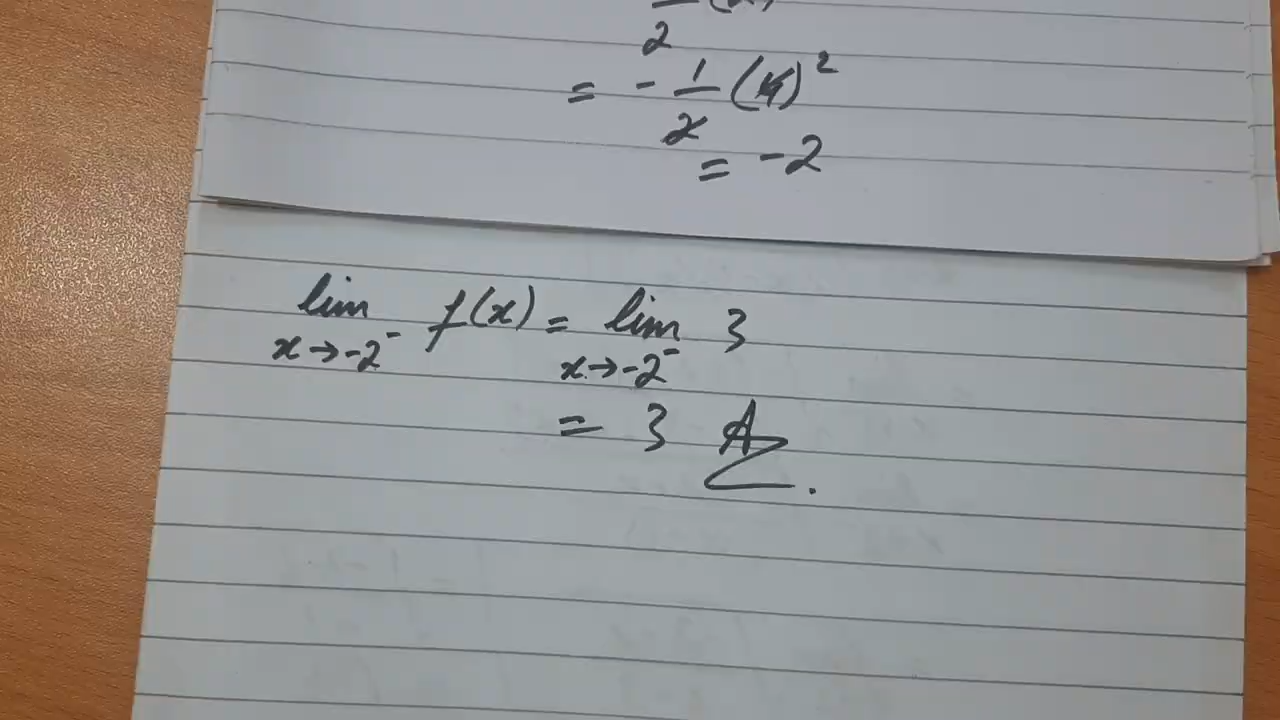 2
= - 1/2 (4)²
= -2
lim x→-2⁻ f(x) = lim x→-2⁻ 3
= 3 A